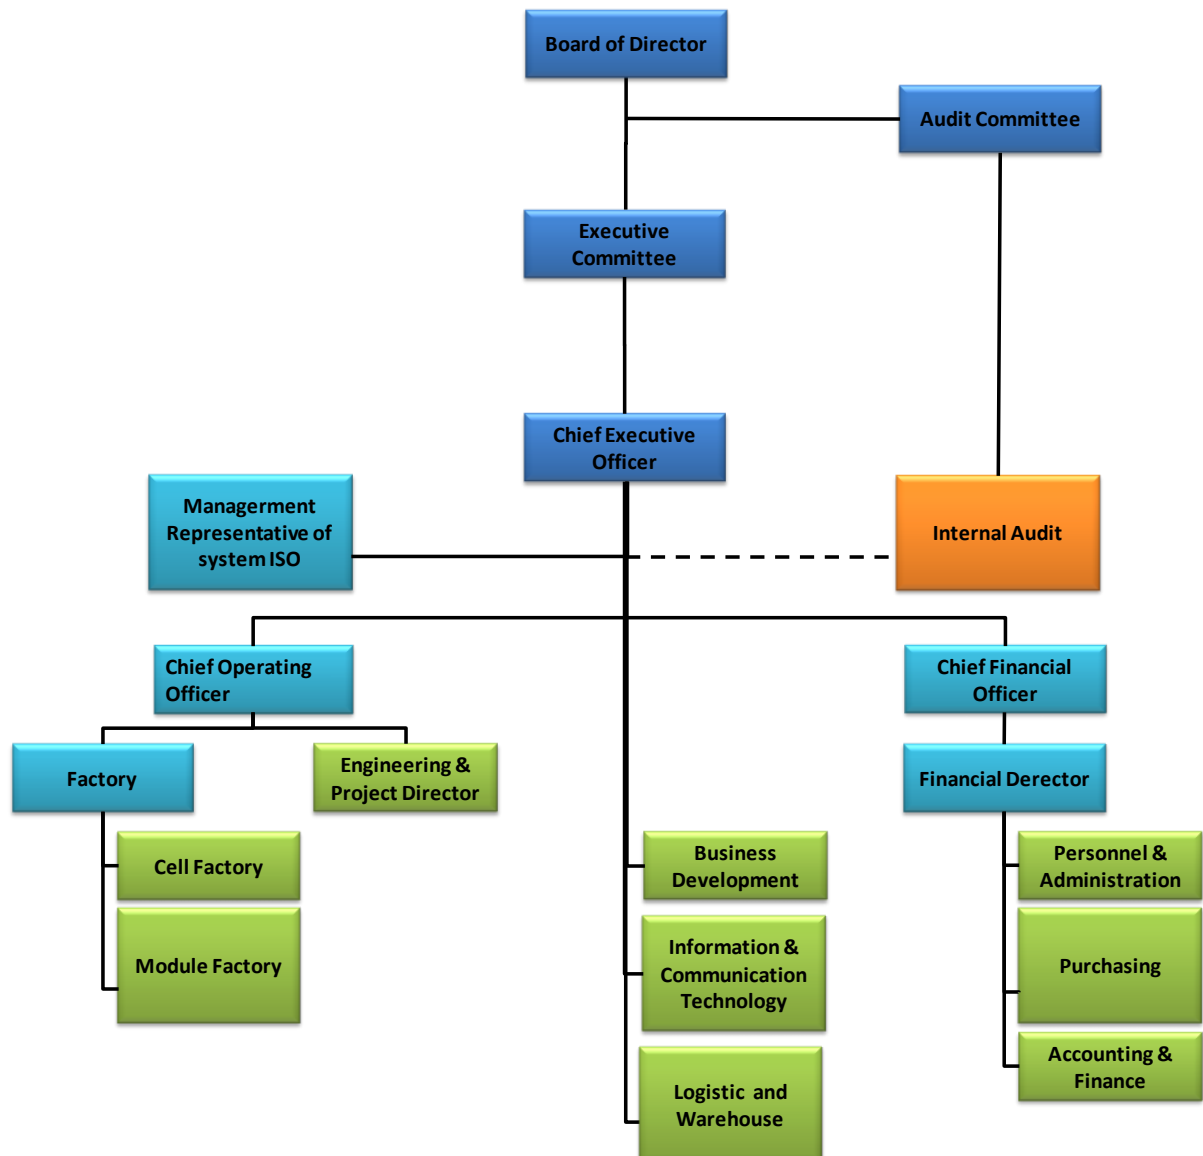 Board of Director
Audit Committee
Executive
Committee
Chief Executive
Officer
Managerment
Representative of
system ISO
Internal Audit
Chief Operating
Officer
Chief Financial
Officer
Factory
Engineering &
Project Director
Financial Derector
Cell Factory
Business
Development
Personnel &
Administration
Module Factory
Information &
Communication
Technology
Purchasing
Logistic and
Warehouse
Accounting &
Finance